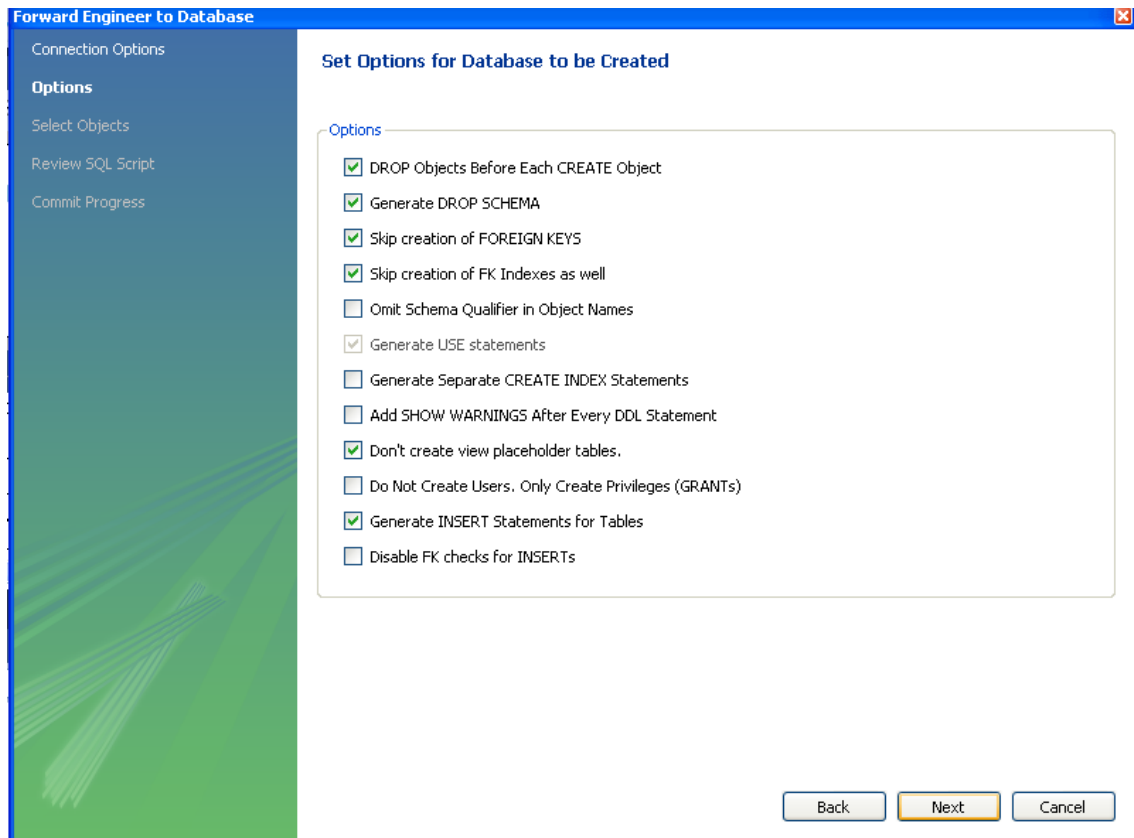 Forward Engineer to Database
Connection Options
Options
Select Objects
Review SQL Script
Commit Progress
Set Options for Database to be Created
Options
DROP Objects Before Each CREATE Object
Generate DROP SCHEMA
Skip creation of FOREIGN KEYS
Skip creation of FK Indexes as well
Omit Schema Qualifier in Object Names
Generate USE statements
Generate Separate CREATE INDEX Statements
Add SHOW WARNINGS After Every DDL Statement
Don't create view placeholder tables.
Do Not Create Users. Only Create Privileges (GRANTs)
Generate INSERT Statements for Tables
Disable FK checks for INSERTs
Back Next Cancel